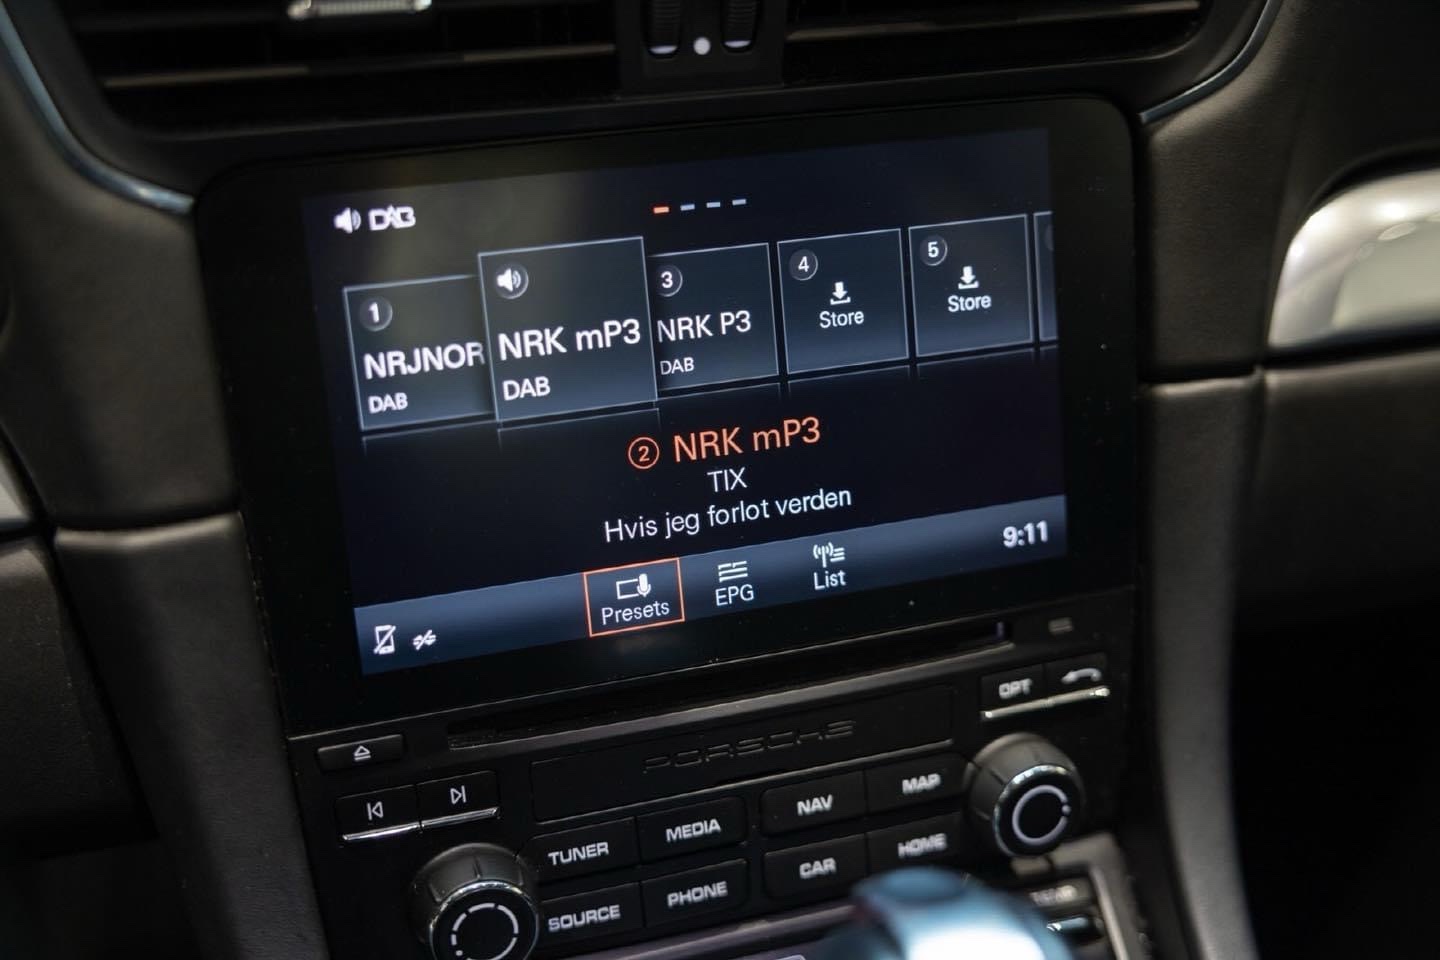 DAB
1
NRJNOR
DAB
NRK mP3
DAB
3
NRK P3
DAB
4
Store
5
Store
2 NRK mP3
TIX
Hvis jeg forlot verden
9:11
Presets
EPG
List
OPT
PORSCHE
TUNER
MEDIA
NAV
MAP
SOURCE
PHONE
CAR
HOME